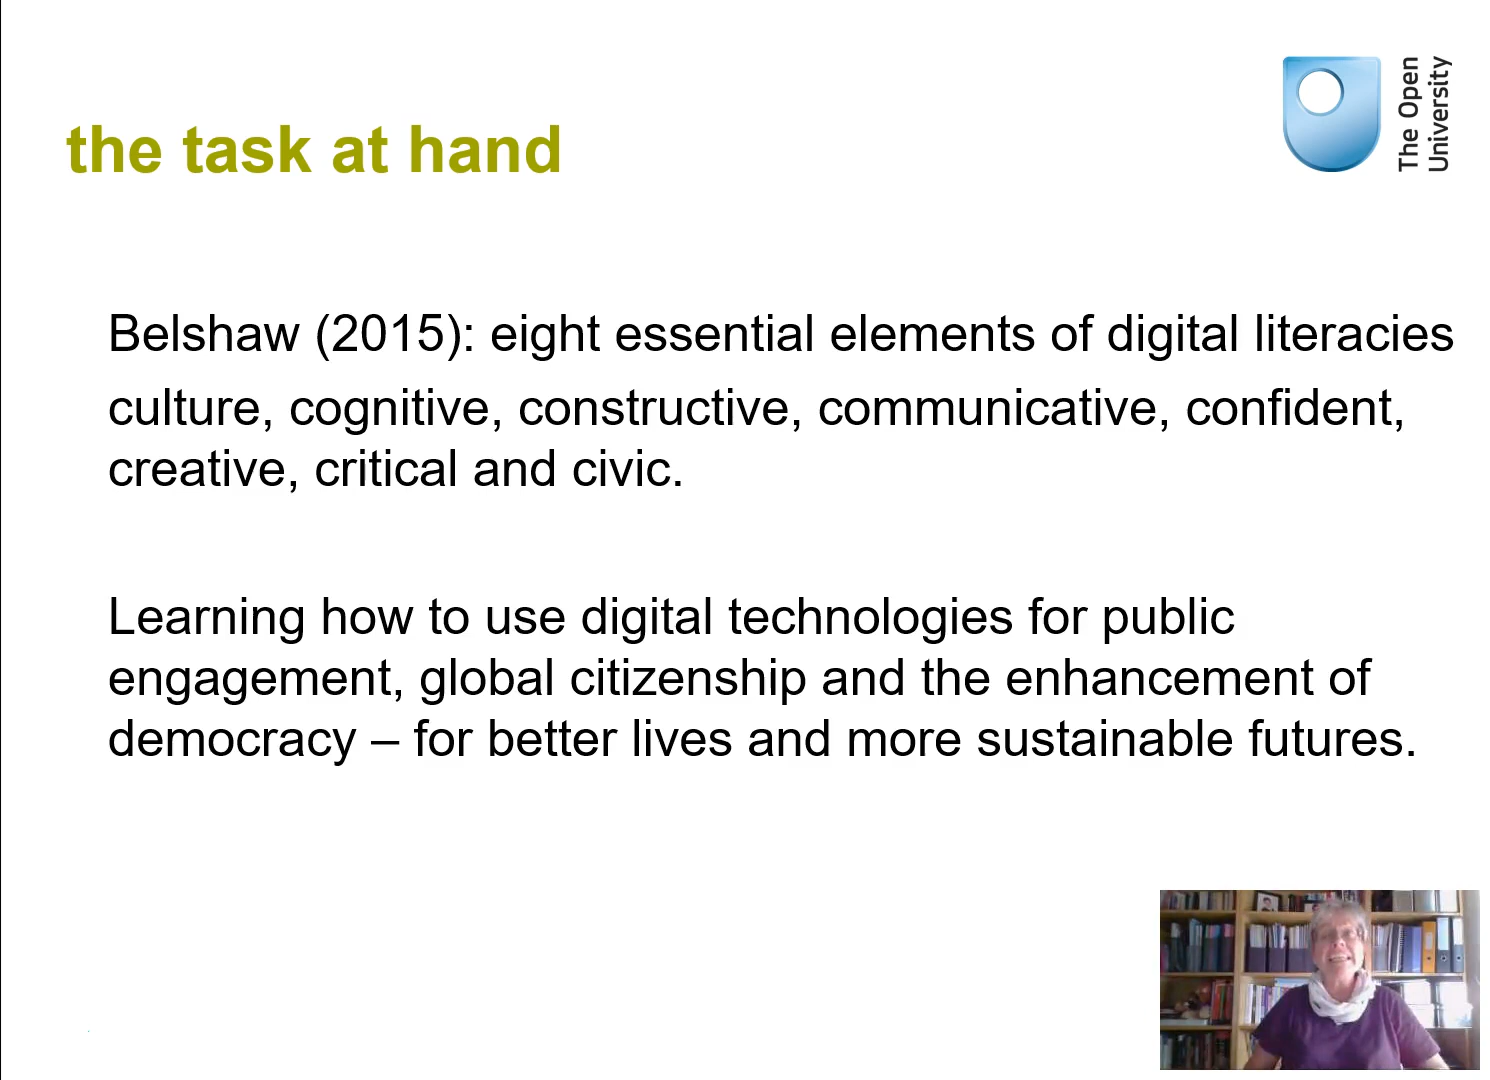 the task at hand
The Open
University
Belshaw (2015): eight essential elements of digital literacies
culture, cognitive, constructive, communicative, confident,
creative, critical and civic.
Learning how to use digital technologies for public
engagement, global citizenship and the enhancement of
democracy – for better lives and more sustainable futures.